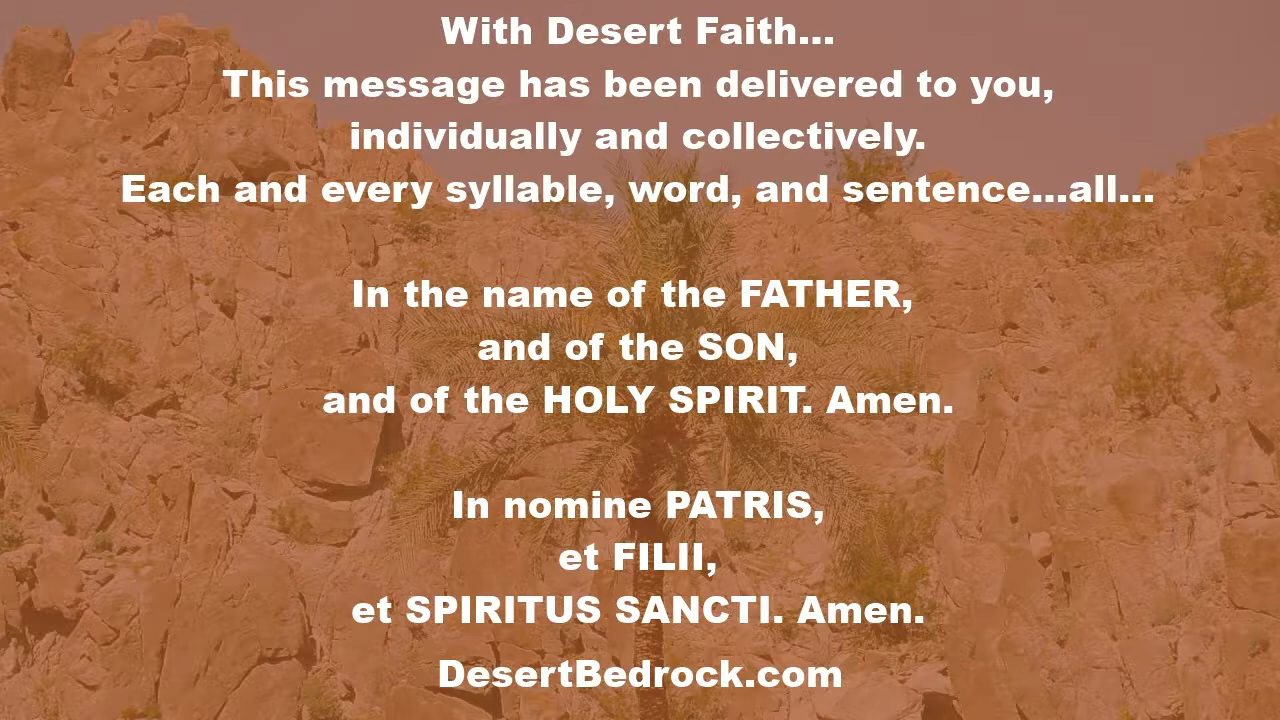 With Desert Faith...
This message has been delivered to you,
individually and collectively.
Each and every syllable, word, and sentence...all...
In the name of the FATHER,
and of the SON,
and of the HOLY SPIRIT. Amen.
In nomine PATRIS,
et FILII,
et SPIRITUS SANCTI. Amen.
DesertBedrock.com